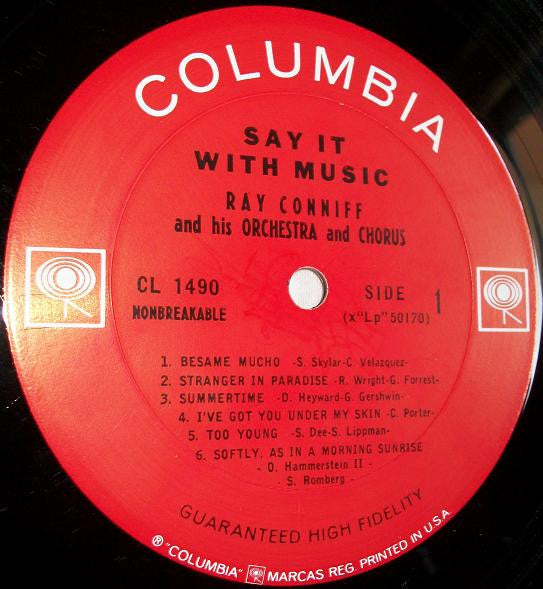 COLUMBIA
SAY IT
WITH MUSIC
RAY CONNIFF
and his ORCHESTRA and CHORUS
CL 1490
NONBREAKABLE
SIDE 1
(x"Lp" 50170)
1. BESAME MUCHO -S. Skylar-C. Velazquez-
2. STRANGER IN PARADISE -R. Wright-G. Forrest-
3. SUMMERTIME -D. Heyward-G. Gershwin-
4. I'VE GOT YOU UNDER MY SKIN -C. Porter-
5. TOO YOUNG -S. Dee-S. Lippman-
6. SOFTLY, AS IN A MORNING SUNRISE
-O. Hammerstein II -
- S. Romberg -
GUARANTEED HIGH FIDELITY
® "COLUMBIA" MARCAS REG. PRINTED IN U.S.A.